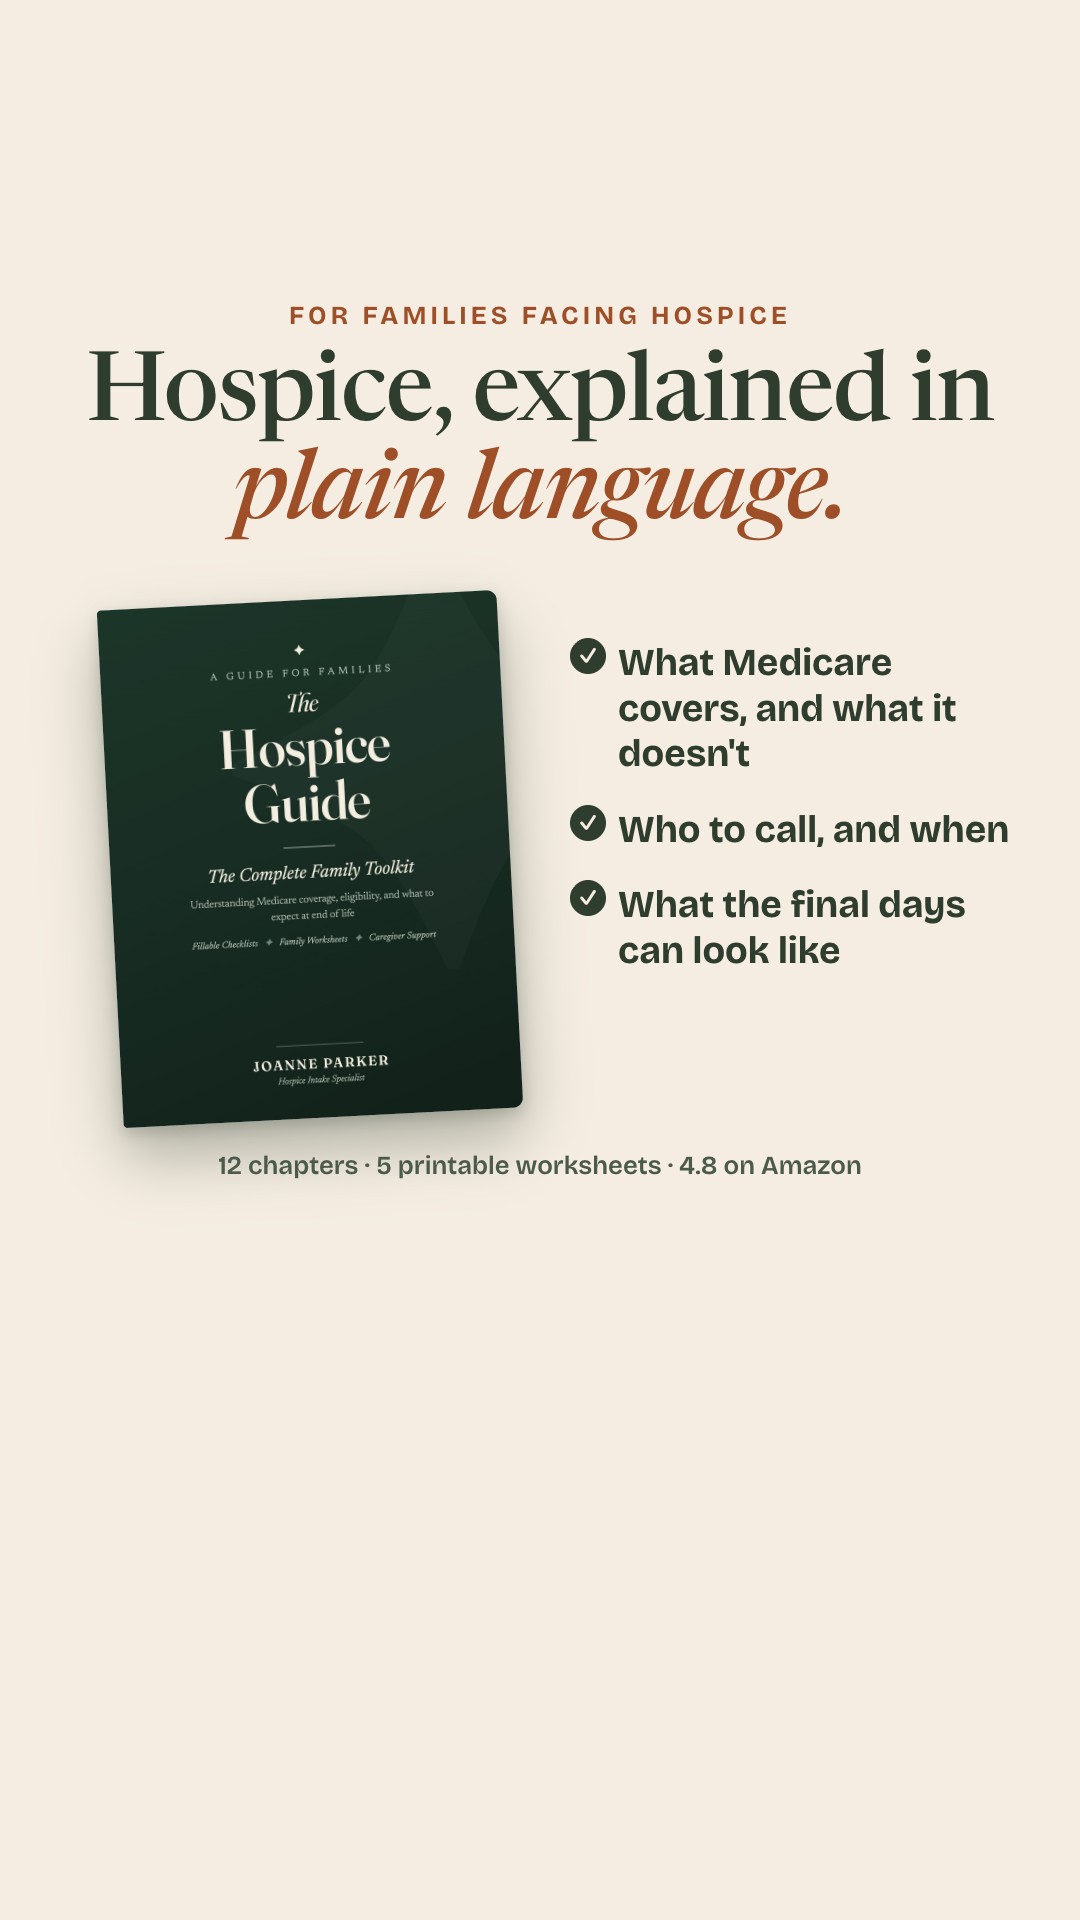 FOR FAMILIES FACING HOSPICE
Hospice, explained in
plain language.
A GUIDE FOR FAMILIES
The
Hospice
Guide
The Complete Family Toolkit
Understanding Medicare coverage, eligibility, and what to
expect at end of life
Fillable Checklists ✦ Family Worksheets ✦ Caregiver Support
JOANNE PARKER
Hospice Intake Specialist
What Medicare
covers, and what it
doesn't
Who to call, and when
What the final days
can look like
12 chapters · 5 printable worksheets · 4.8 on Amazon